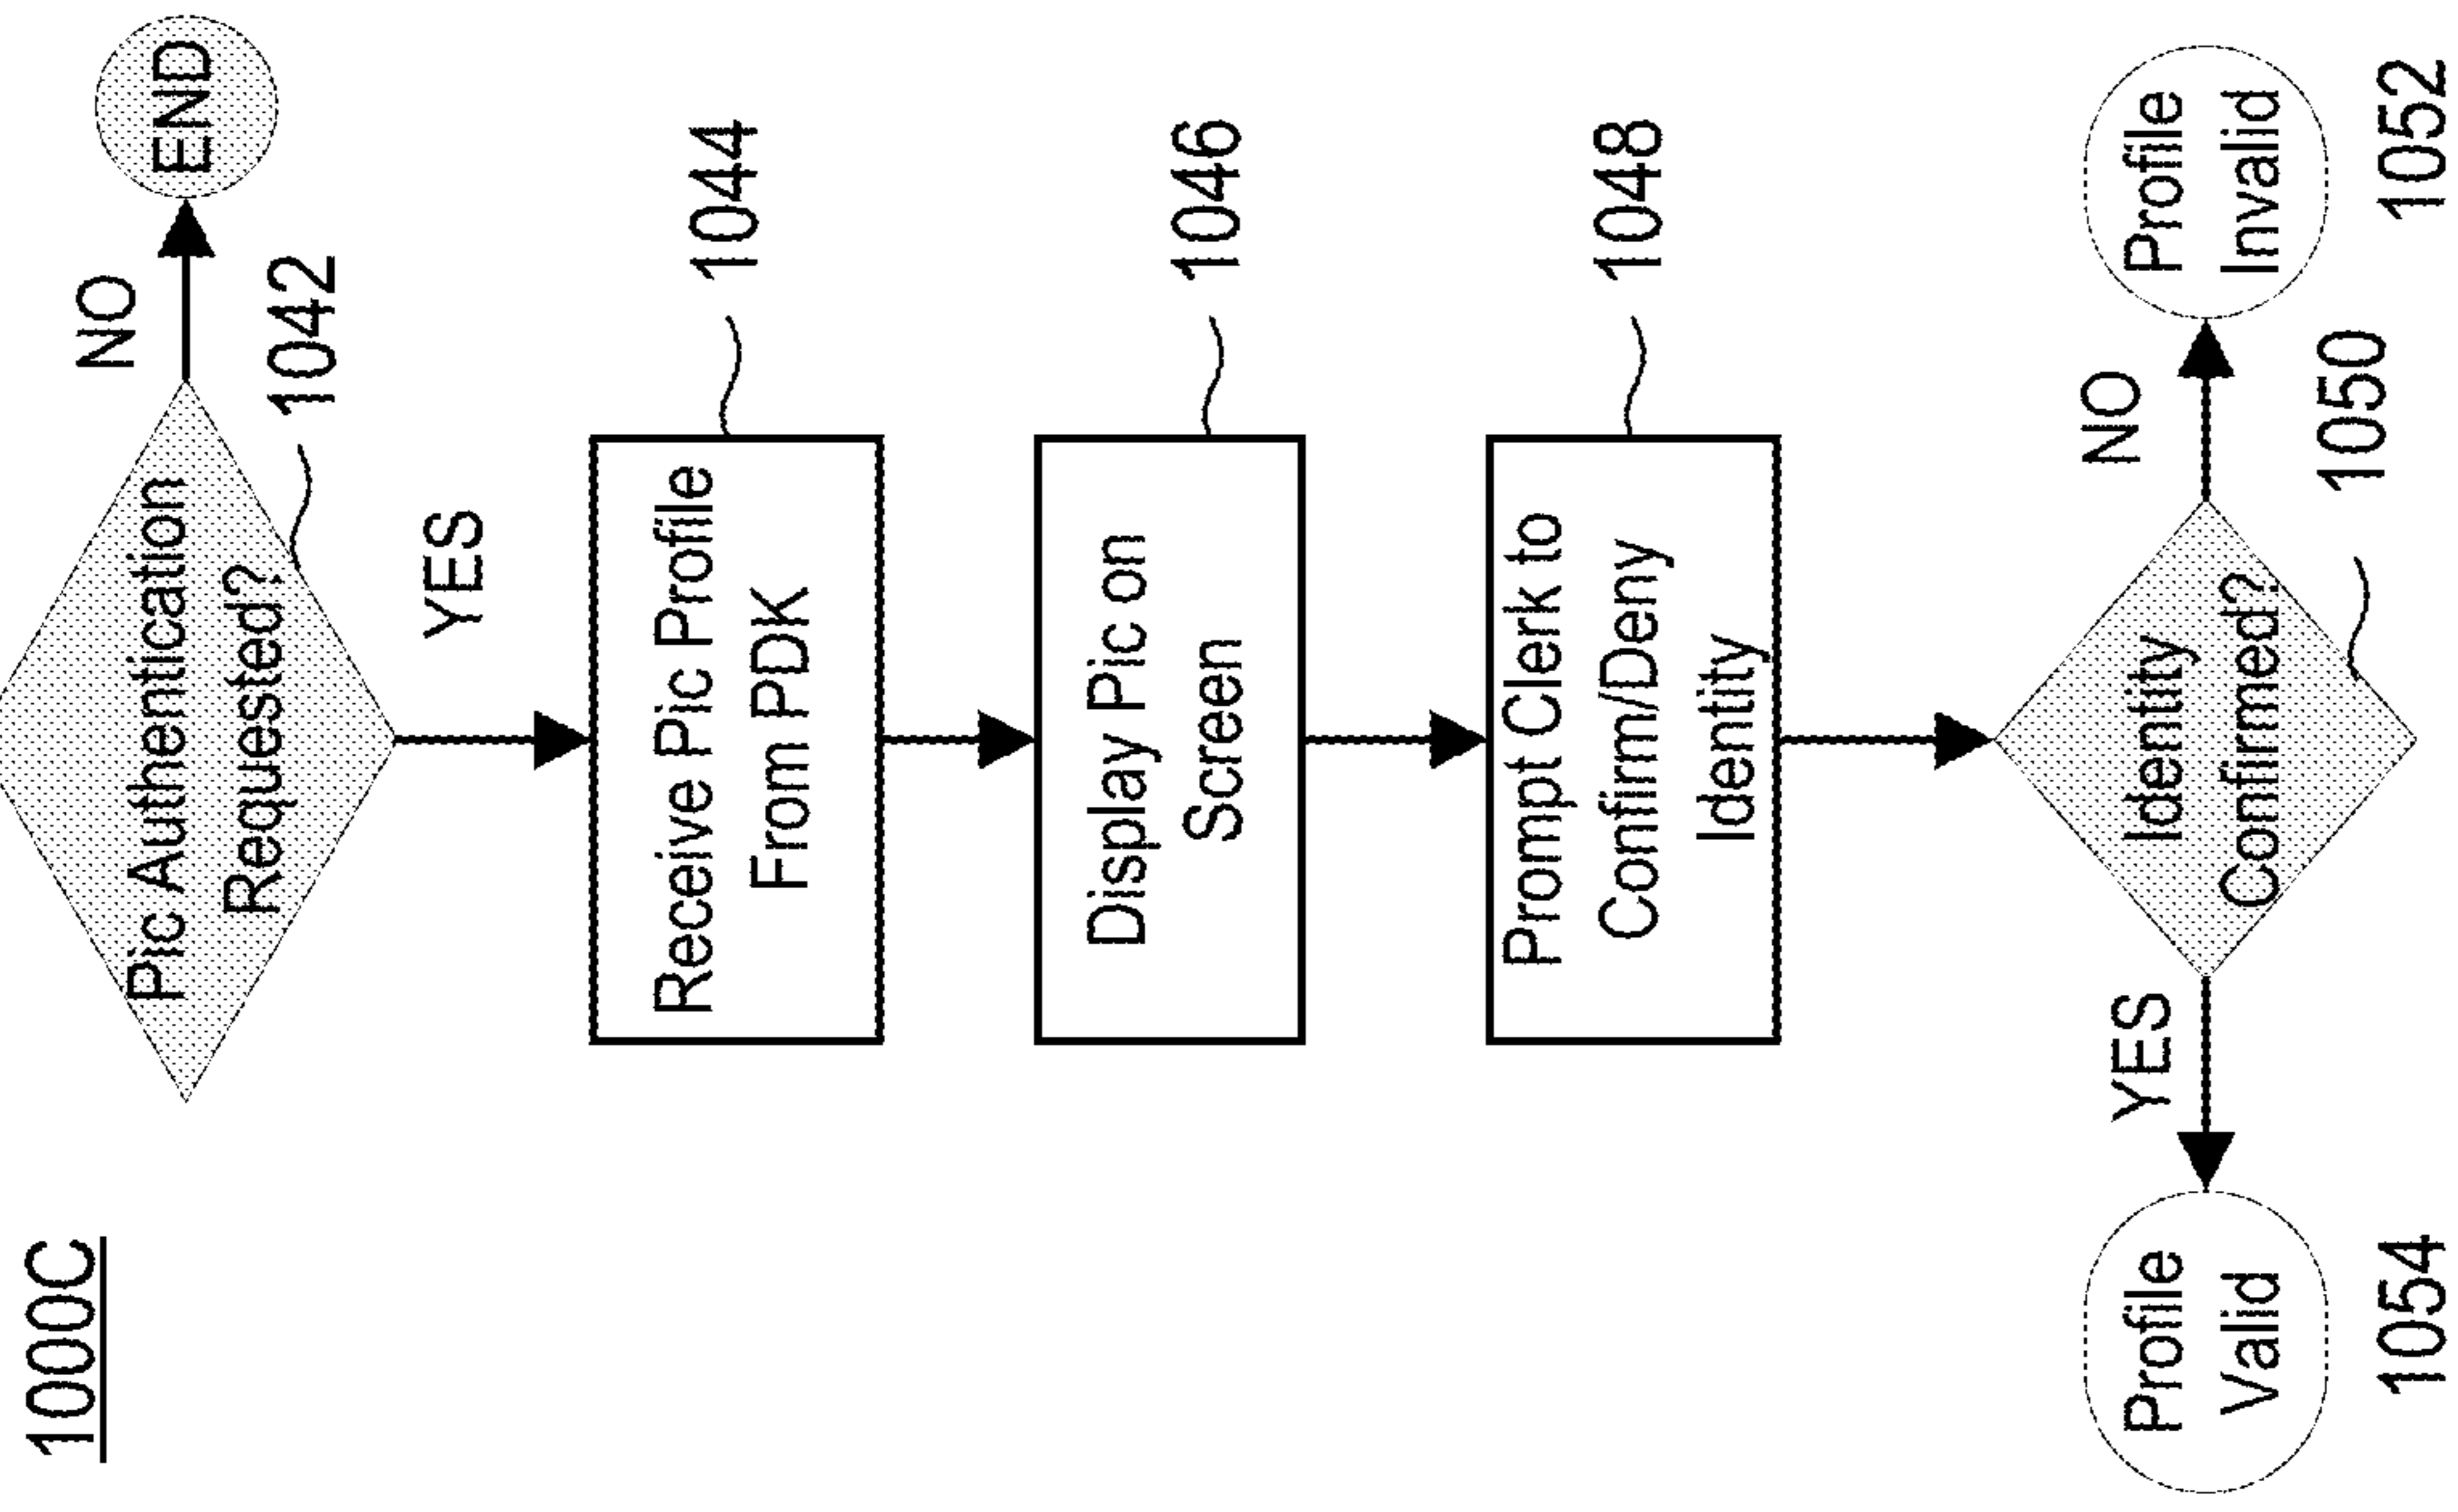 1000C
Pic Authentication
Requested?
NO
END
1042
YES
Receive Pic Profile
From PDK
1044
Display Pic on
Screen
1046
Prompt Clerk to
Confirm/Deny
Identity
1048
Identity
Confirmed?
1050
YES
NO
Profile
Valid
1054
Profile
Invalid
1052